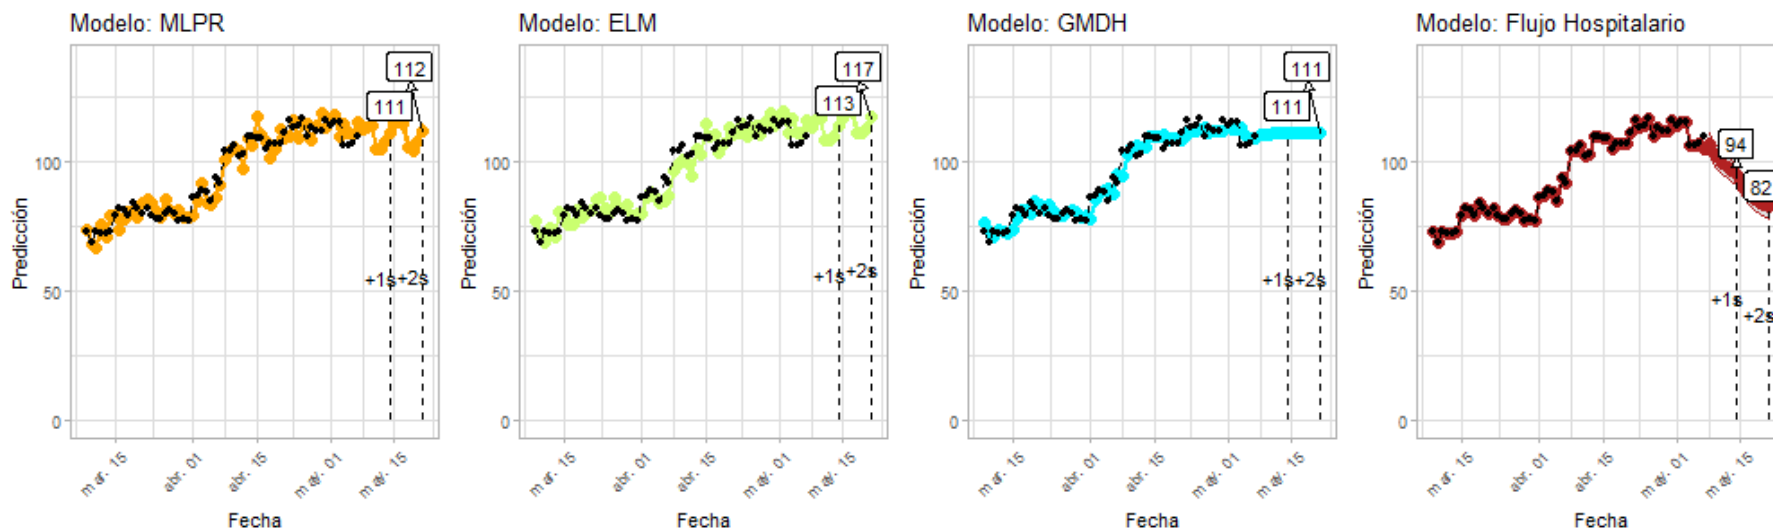 Modelo: MLPR
112
111
100
50
0
+1s
+2s
Predicción
mar. 15
abr. 01
abr. 15
may. 01
may. 15
Fecha
Modelo: ELM
117
113
100
50
0
+1s
+2s
Predicción
mar. 15
abr. 01
abr. 15
may. 01
may. 15
Fecha
Modelo: GMDH
111
111
100
50
0
+1s
+2s
Predicción
mar. 15
abr. 01
abr. 15
may. 01
may. 15
Fecha
Modelo: Flujo Hospitalario
94
82
100
50
0
+1s
+2s
Predicción
mar. 15
abr. 01
abr. 15
may. 01
may. 15
Fecha